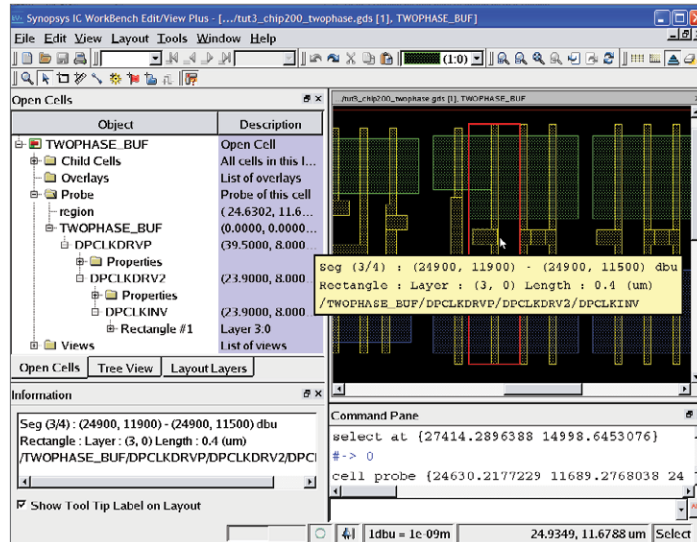 Synopsys IC WorkBench Edit/View Plus - [.../tut3_chip200_twophase.gds [1], TWOPHASE_BUF]
File Edit View Layout Tools Window Help
(1:0)
Open Cells
/tut3_chip200_twophase.gds [1], TWOPHASE_BUF
Object Description
TWOPHASE_BUF Open Cell
Child Cells All cells in this l...
Overlays List of overlays
Probe Probe of this cell
region (24.6302, 11.6...
TWOPHASE_BUF (0.0000, 0.0000...
DPCLKDRVP (39.5000, 8.000...
Properties
DPCLKDRV2 (23.9000, 8.000...
Properties
DPCLKINV (23.9000, 8.000...
Rectangle #1 Layer 3:0
Views List of views
Seg (3/4) : (24900, 11900) - (24900, 11500) dbu
Rectangle : Layer : (3, 0) Length : 0.4 (um)
/TWOPHASE_BUF/DPCLKDRVP/DPCLKDRV2/DPCLKINV
Open Cells Tree View Layout Layers
Information
Seg (3/4) : (24900, 11900) - (24900, 11500) dbu
Rectangle : Layer : (3, 0) Length : 0.4 (um)
/TWOPHASE_BUF/DPCLKDRVP/DPCLKDRV2/DPCI
Show Tool Tip Label on Layout
Command Pane
select at {27414.2896388 14998.6453076}
#-> 0
cell probe {24630.2177229 11689.2768038 24
1dbu = 1e-09m 24.9349, 11.6788 um Select